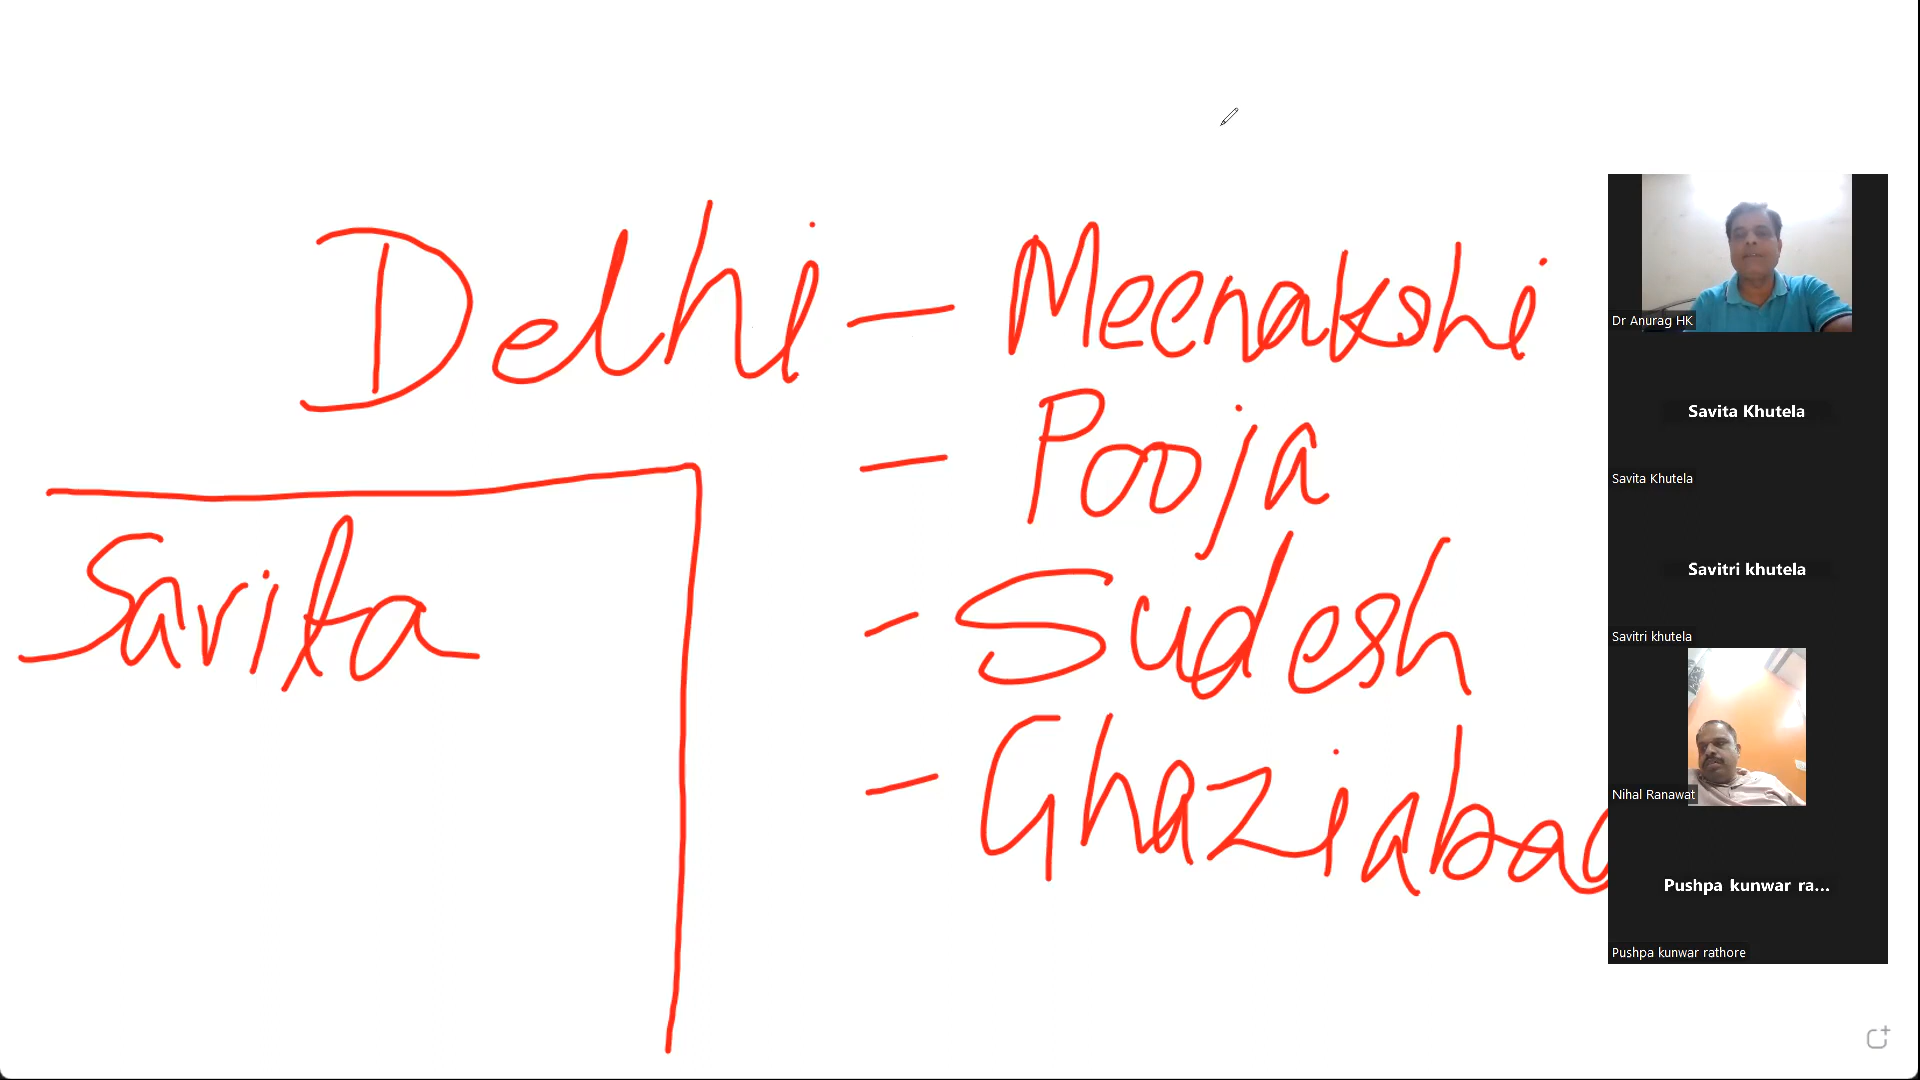 Delhi — Meenakshi
— Pooja
Savita
- Sudesh
- Ghaziabad
Dr Anurag HK
Savita Khutela
Savita Khutela
Savitri khutela
Savitri khutela
Nihal Ranawat
Pushpa kunwar ra...
Pushpa kunwar rathore